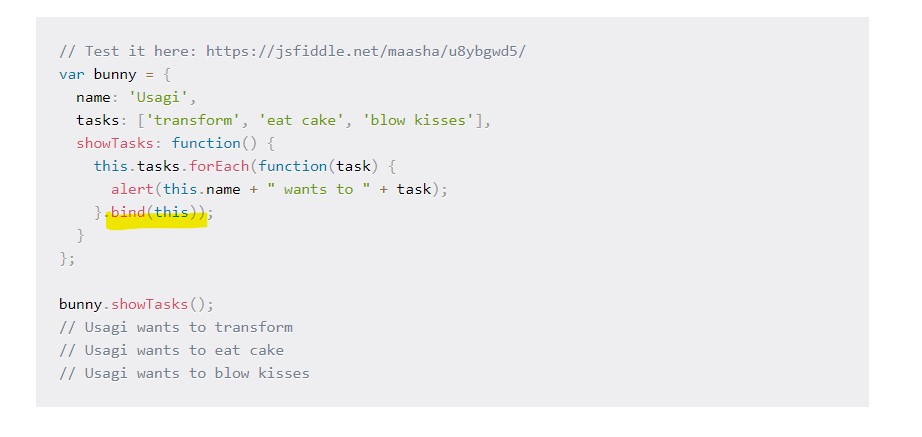 // Test it here: https://jsfiddle.net/maasha/u8ybgwd5/
var bunny = {
  name: 'Usagi',
  tasks: ['transform', 'eat cake', 'blow kisses'],
  showTasks: function() {
    this.tasks.forEach(function(task) {
      alert(this.name + " wants to " + task);
    }.bind(this));
  }
};

bunny.showTasks();
// Usagi wants to transform
// Usagi wants to eat cake
// Usagi wants to blow kisses